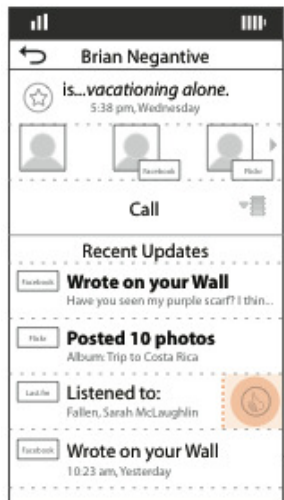 Brian Negantive
is...vacationing alone.
5:38 pm, Wednesday
Facebook
Flickr
Call
Recent Updates
Facebook
Wrote on your Wall
Have you seen my purple scarf? I thin...
Flickr
Posted 10 photos
Album: Trip to Costa Rica
Last.fm
Listened to:
Fallen, Sarah McLaughlin
Facebook
Wrote on your Wall
10:23 am, Yesterday